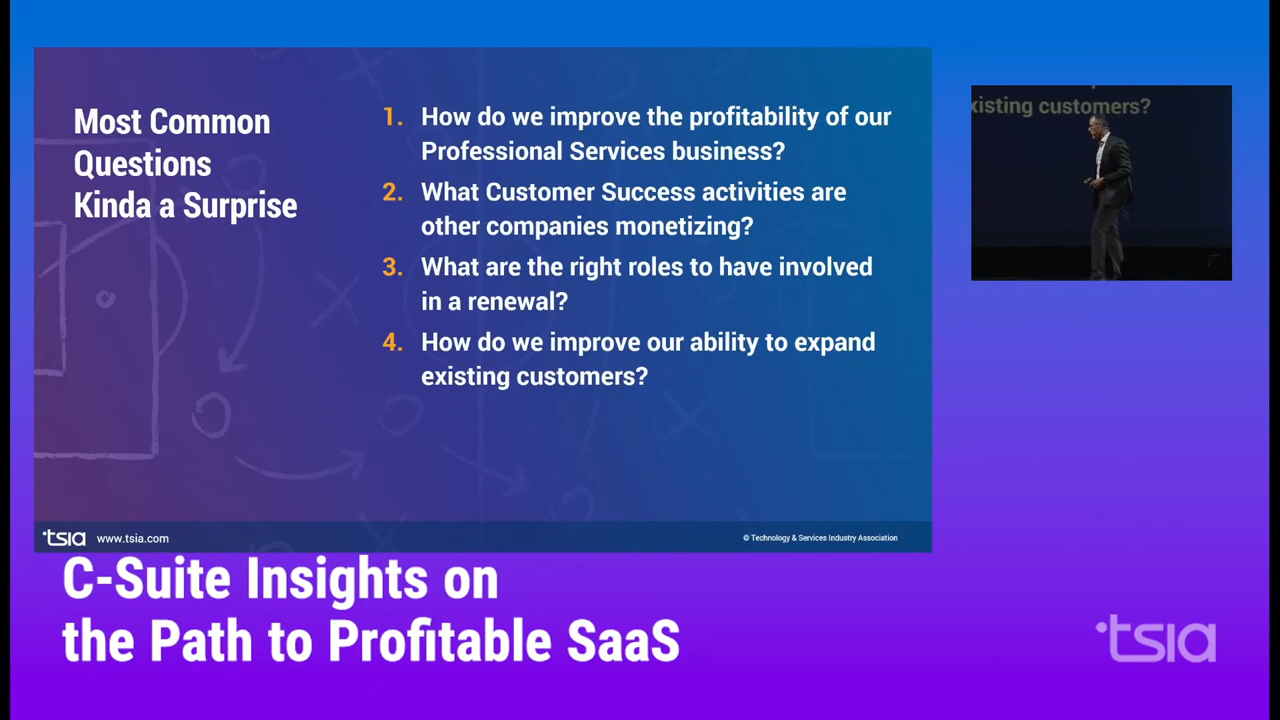 Most Common
Questions
Kinda a Surprise
1. How do we improve the profitability of our
Professional Services business?
2. What Customer Success activities are
other companies monetizing?
3. What are the right roles to have involved
in a renewal?
4. How do we improve our ability to expand
existing customers?
xisting customers?
tsia www.tsia.com
© Technology & Services Industry Association
C-Suite Insights on
the Path to Profitable SaaS
tsia